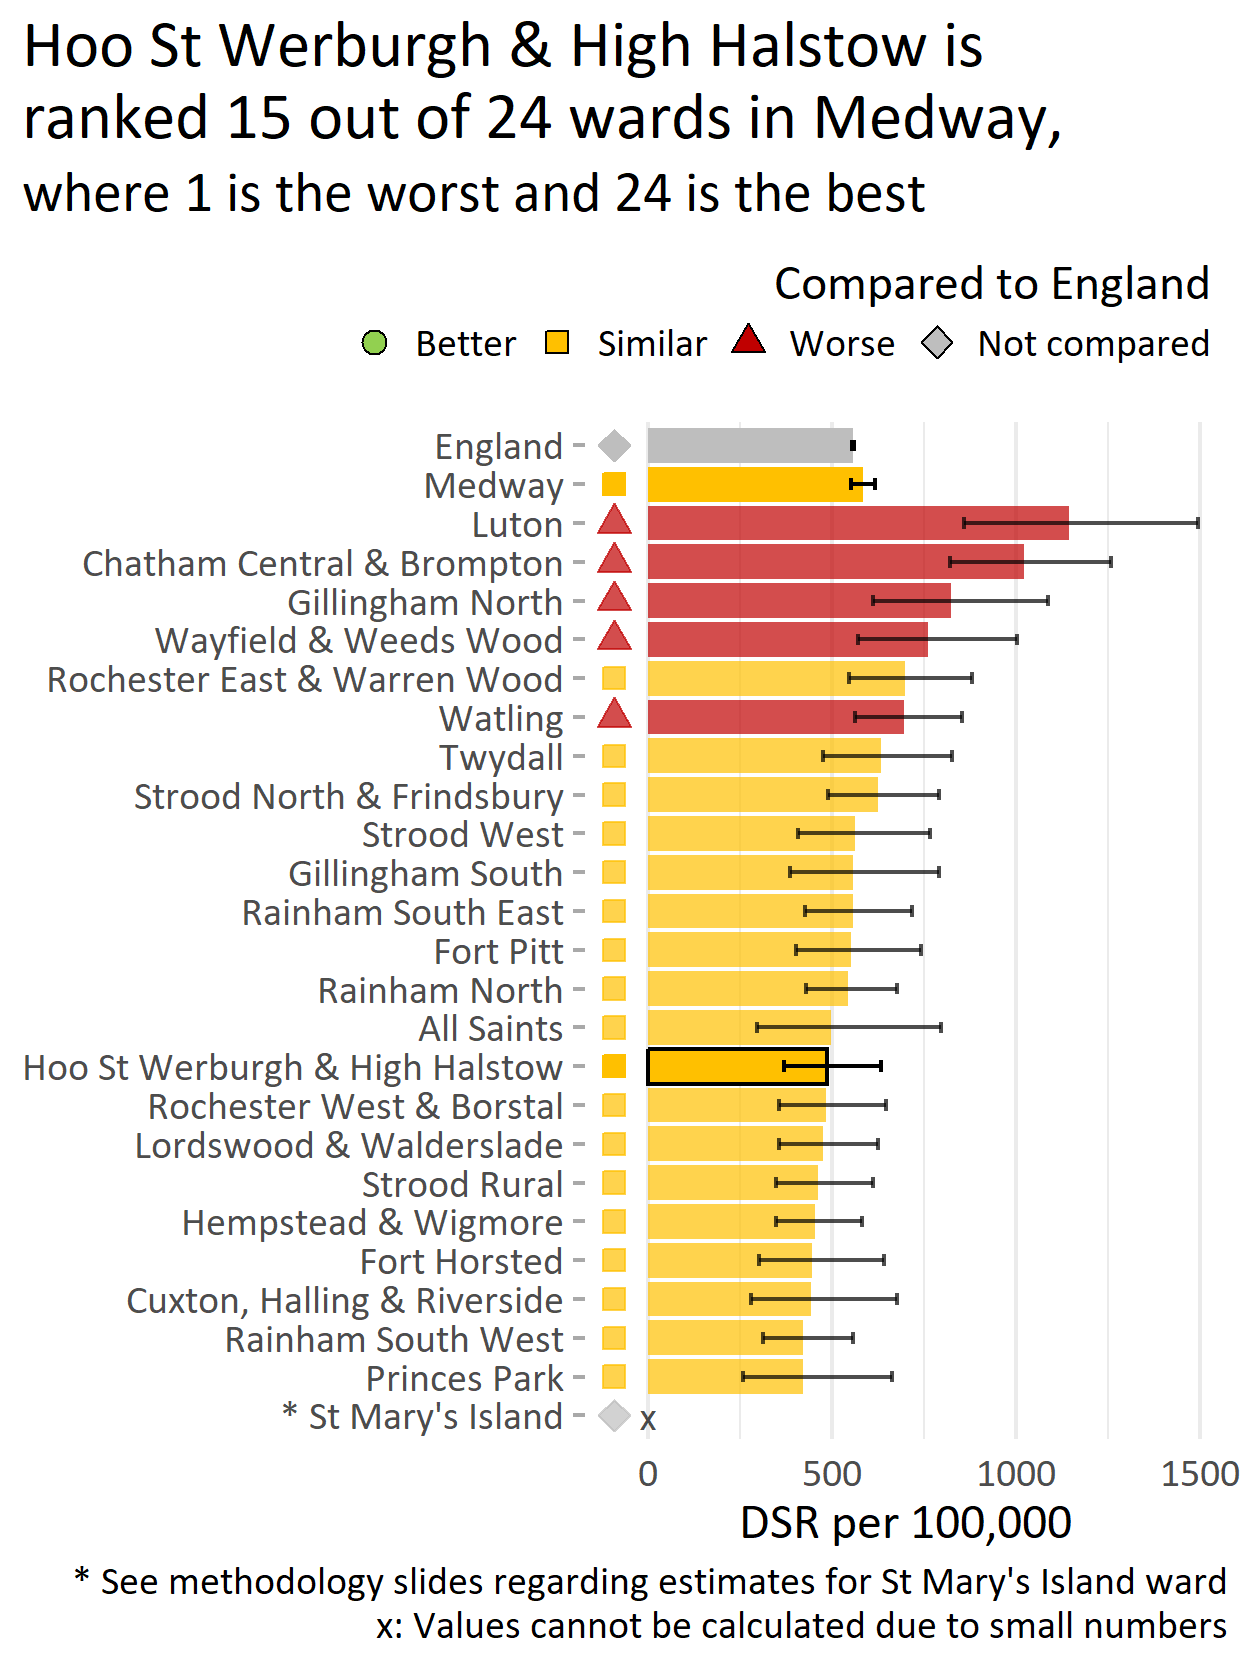 Hoo St Werburgh & High Halstow is
ranked 15 out of 24 wards in Medway,
where 1 is the worst and 24 is the best
Compared to England
Better Similar Worse Not compared
England
Medway
Luton
Chatham Central & Brompton
Gillingham North
Wayfield & Weeds Wood
Rochester East & Warren Wood
Watling
Twydall
Strood North & Frindsbury
Strood West
Gillingham South
Rainham South East
Fort Pitt
Rainham North
All Saints
Hoo St Werburgh & High Halstow
Rochester West & Borstal
Lordswood & Walderslade
Strood Rural
Hempstead & Wigmore
Fort Horsted
Cuxton, Halling & Riverside
Rainham South West
Princes Park
* St Mary's Island x
0 500 1000 1500
DSR per 100,000
* See methodology slides regarding estimates for St Mary's Island ward
x: Values cannot be calculated due to small numbers